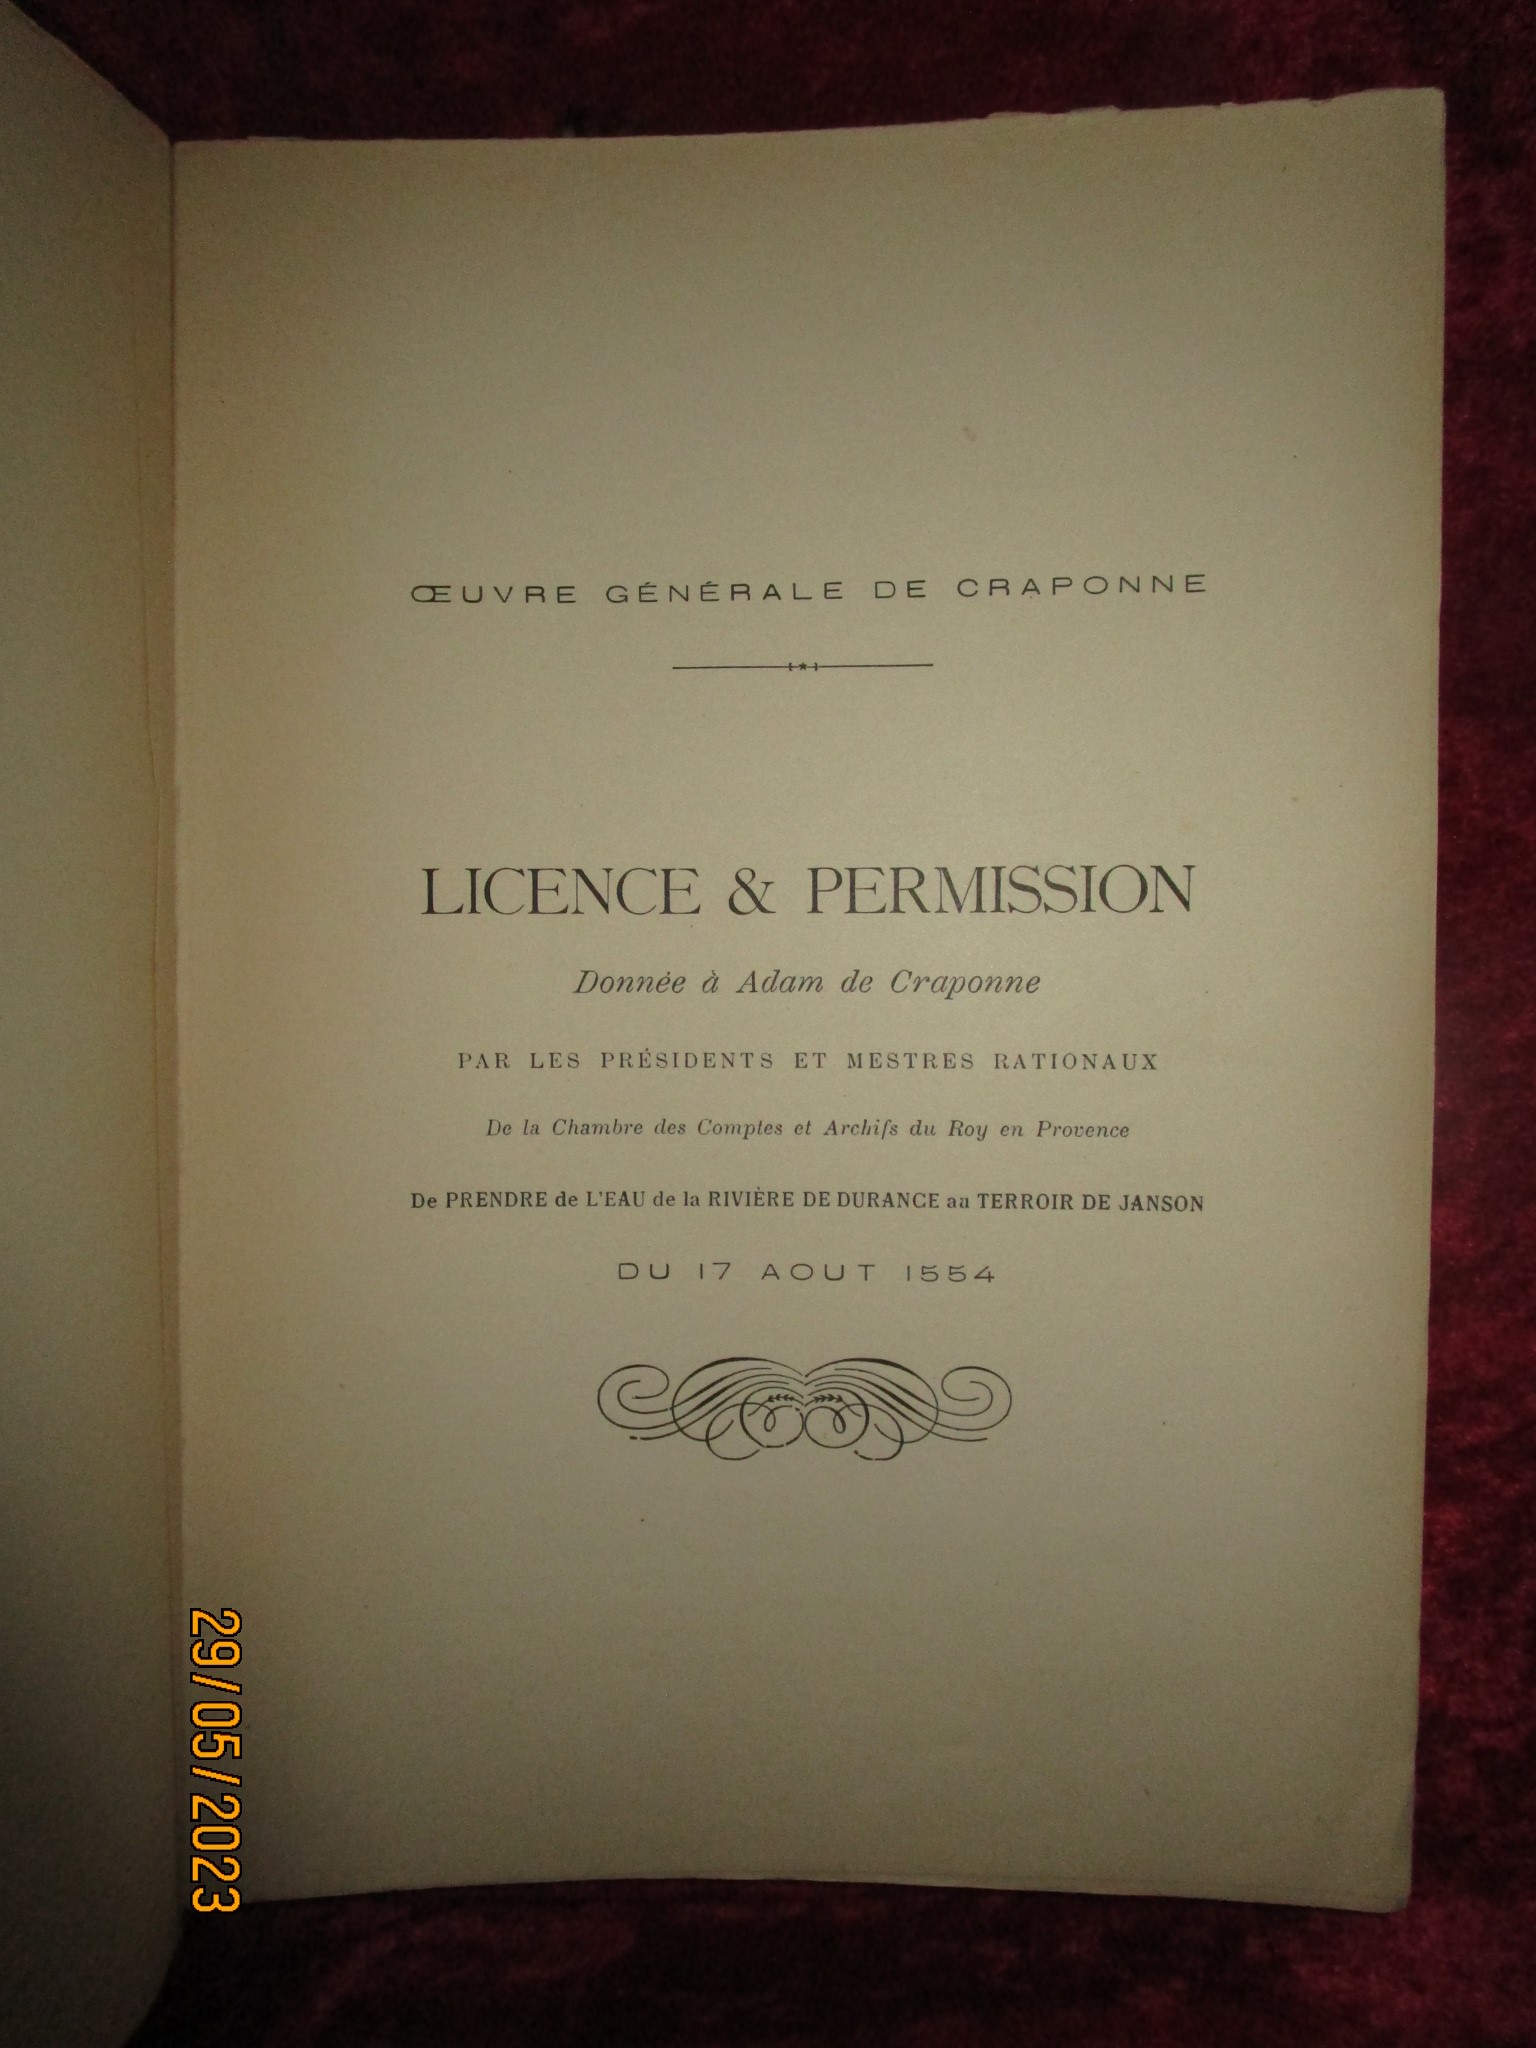 ŒUVRE GÉNÉRALE DE CRAPONNE
LICENCE & PERMISSION
Donnée à Adam de Craponne
PAR LES PRÉSIDENTS ET MESTRES RATIONAUX
De la Chambre des Comptes et Archifs du Roy en Provence
De PRENDRE de L'EAU de la RIVIÈRE DE DURANCE au TERROIR DE JANSON
DU 17 AOUT 1554
29/05/2023